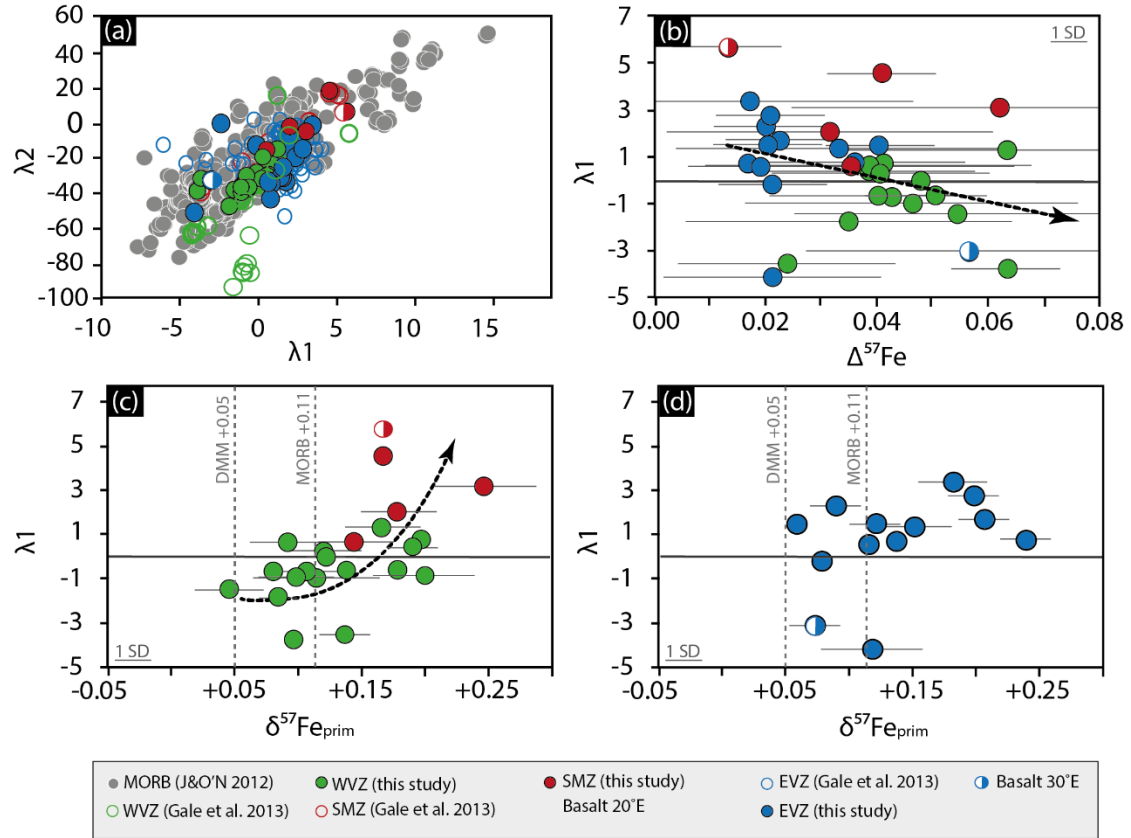 (a)
60
40
20
0
-20
-40
-60
-80
-100
λ2
-10 -5 0 5 10 15
λ1
(b)
1 SD
7
5
3
1
-1
-3
-5
λ1
0.00 0.02 0.04 0.06 0.08
Δ⁵⁷Fe
(c)
7
5
3
1
-1
-3
-5
λ1
DMM +0.05
MORB +0.11
1 SD
-0.05 +0.05 +0.15 +0.25
δ⁵⁷Feprim
(d)
7
5
3
1
-1
-3
-5
λ1
DMM +0.05
MORB +0.11
1 SD
-0.05 +0.05 +0.15 +0.25
δ⁵⁷Feprim
MORB (J&O'N 2012) WVZ (this study) SMZ (this study) EVZ (Gale et al. 2013) Basalt 30˚E
Basalt 20˚E
WVZ (Gale et al. 2013) SMZ (Gale et al. 2013) EVZ (this study)